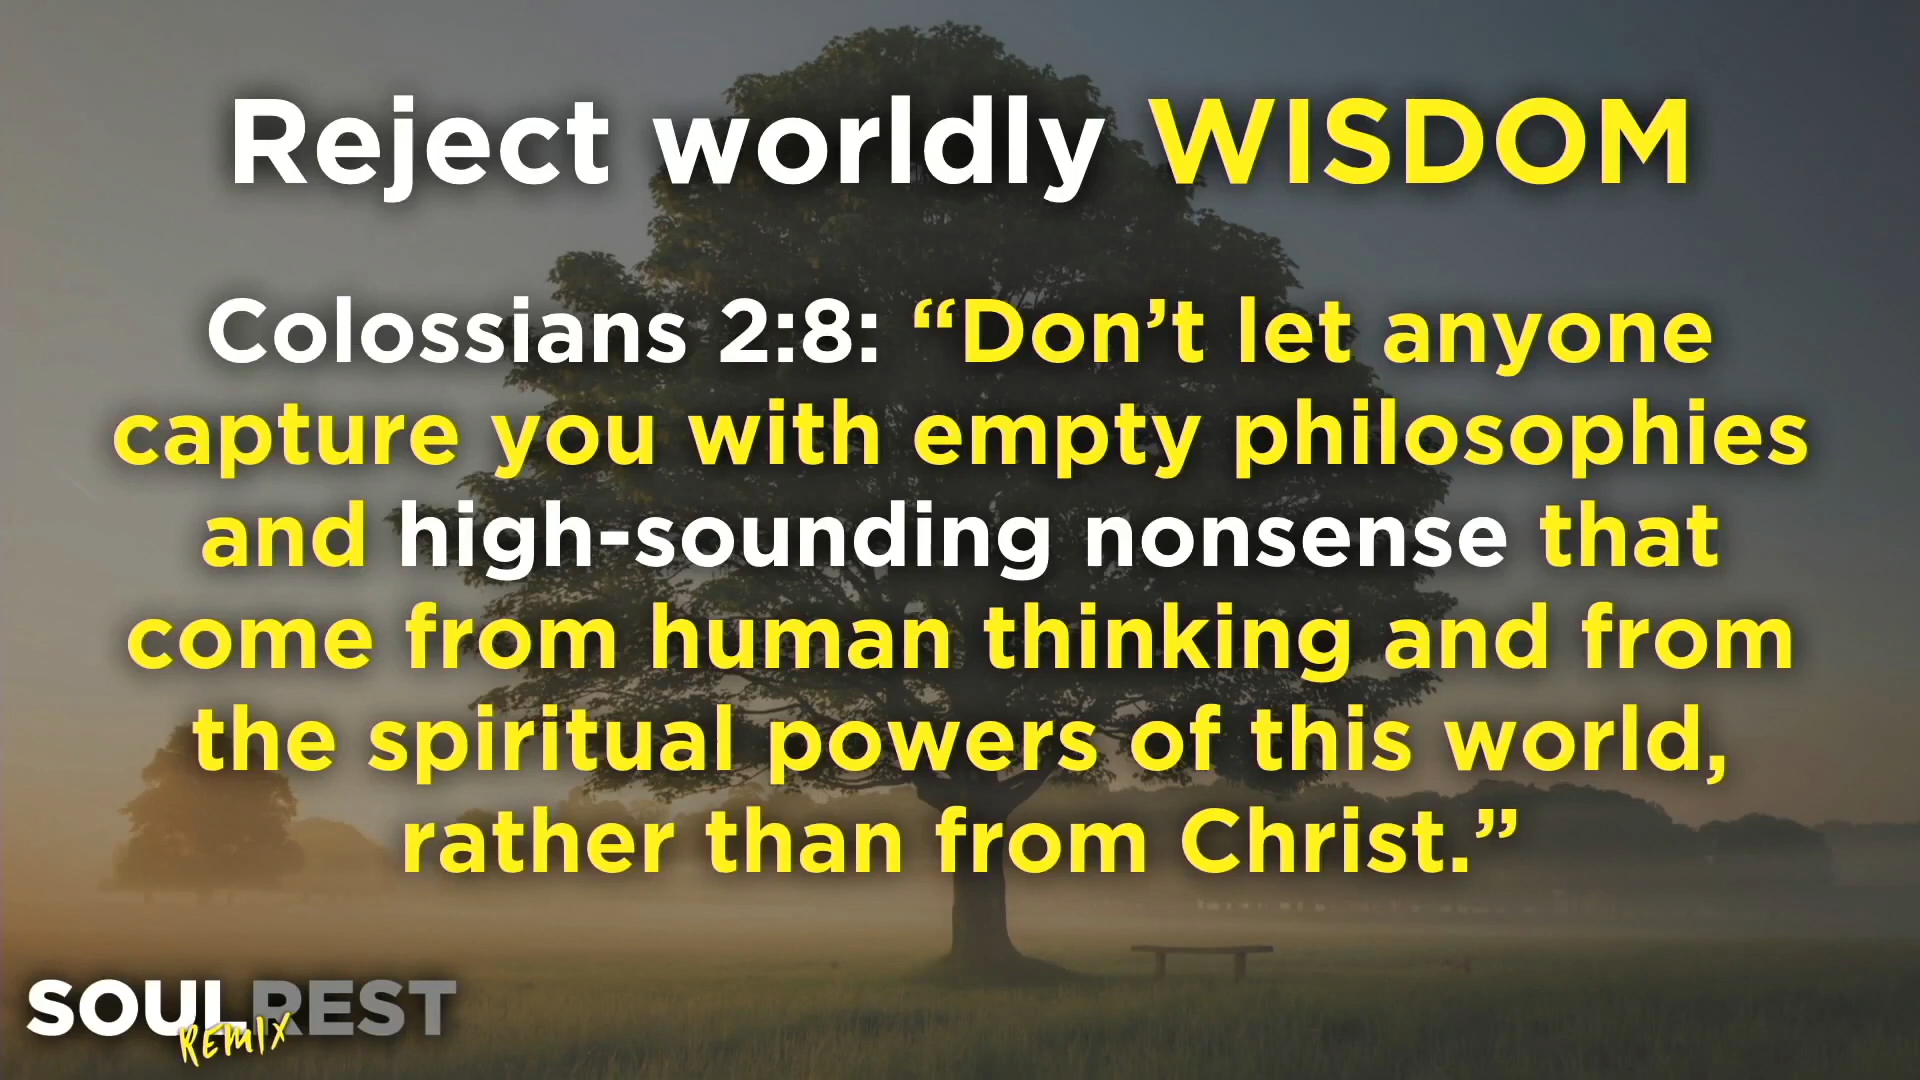 Reject worldly WISDOM
Colossians 2:8: “Don’t let anyone
capture you with empty philosophies
and high-sounding nonsense that
come from human thinking and from
the spiritual powers of this world,
rather than from Christ.”
SOULREST
REMIX